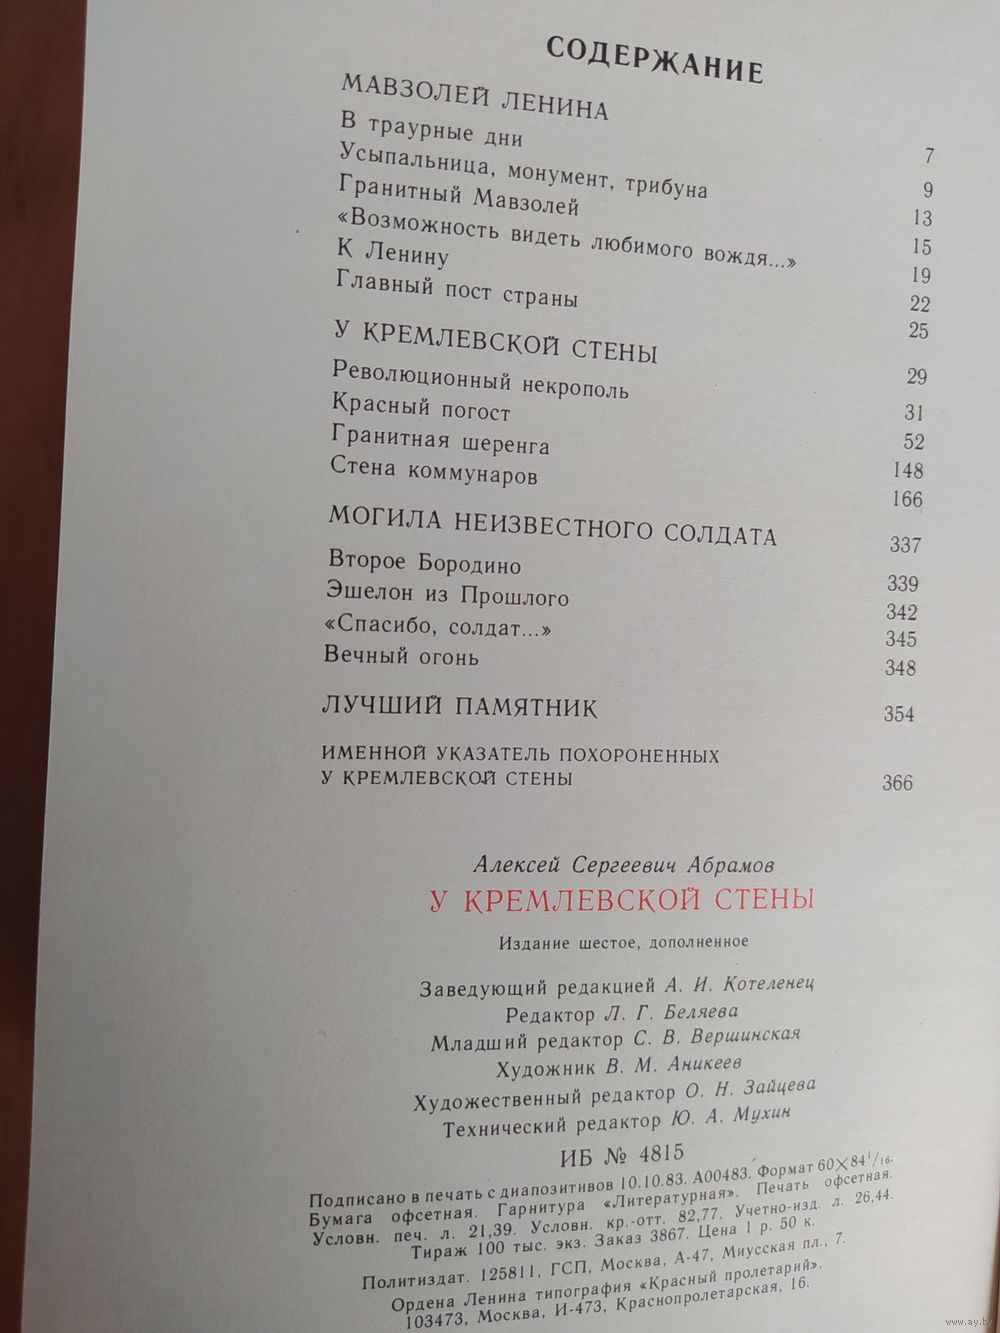 СОДЕРЖАНИЕ
МАВЗОЛЕЙ ЛЕНИНА 7
В траурные дни 9
Усыпальница, монумент, трибуна 13
Гранитный Мавзолей 15
«Возможность видеть любимого вождя...» 19
К Ленину 22
Главный пост страны 25
У КРЕМЛЕВСКОЙ СТЕНЫ 29
Революционный некрополь 31
Красный погост 52
Гранитная шеренга 148
Стена коммунаров 166
МОГИЛА НЕИЗВЕСТНОГО СОЛДАТА 337
Второе Бородино 339
Эшелон из Прошлого 342
«Спасибо, солдат...» 345
Вечный огонь 348
ЛУЧШИЙ ПАМЯТНИК 354
ИМЕННОЙ УКАЗАТЕЛЬ ПОХОРОНЕННЫХ
У КРЕМЛЕВСКОЙ СТЕНЫ 366
Алексей Сергеевич Абрамов
У КРЕМЛЕВСКОЙ СТЕНЫ
Издание шестое, дополненное
Заведующий редакцией А. И. Котеленец
Редактор Л. Г. Беляева
Младший редактор С. В. Вершинская
Художник В. М. Аникеев
Художественный редактор О. Н. Зайцева
Технический редактор Ю. А. Мухин
ИБ № 4815
Подписано в печать с диапозитивов 10.10.83. А00483. Формат 60×84 1/16.
Бумага офсетная. Гарнитура «Литературная». Печать офсетная.
Условн. печ. л. 21,39. Условн. кр.-отт. 82,77. Учетно-изд. л. 26,44.
Тираж 100 тыс. экз. Заказ 3867. Цена 1 р. 50 к.
Политиздат. 125811, ГСП, Москва, А-47, Миусская пл., 7.
Ордена Ленина типография «Красный пролетарий».
103473, Москва, И-473, Краснопролетарская, 16.
www.ay.by